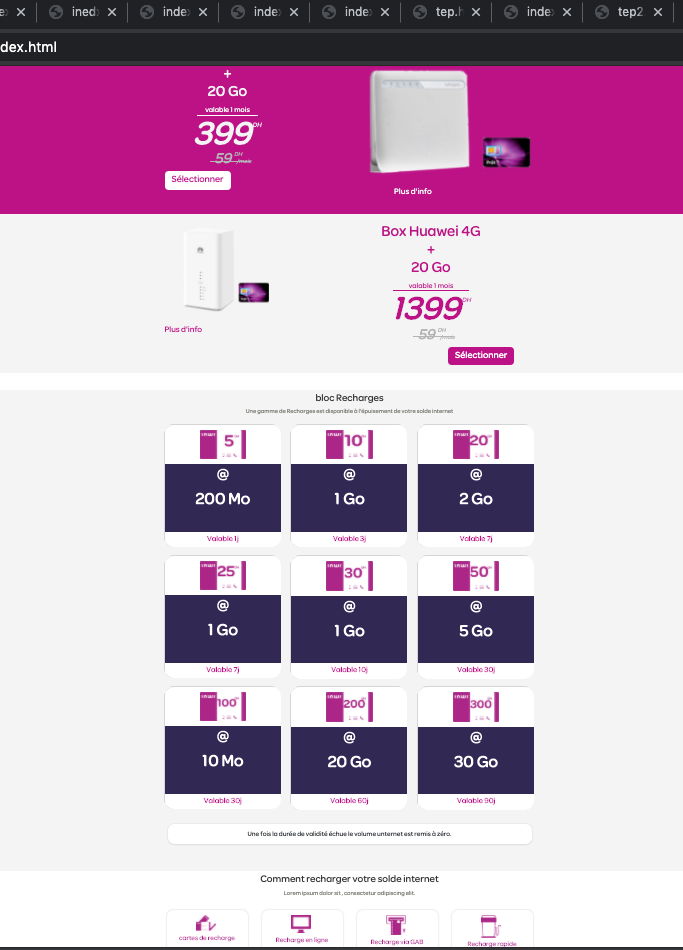 inde
index
index
index
index
tep.h
index
tep2
dex.html
+
20 Go
valable 1 mois
399 DH
59 DH /mois
Sélectionner
Plus d'info
Box Huawei 4G
+
20 Go
valable 1 mois
1399 DH
59 DH /mois
Plus d'info
Sélectionner
bloc Recharges
Une gamme de Recharges est disponible à l'épuisement de votre solde internet
5 10 20
@ @ @
200 Mo 1 Go 2 Go
Valable 1j Valable 3j Valable 7j
25 30 50
@ @ @
1 Go 1 Go 5 Go
Valable 7j Valable 10j Valable 30j
100 200 300
@ @ @
10 Mo 20 Go 30 Go
Valable 30j Valable 60j Valable 90j
Une fois la durée de validité échue le volume unternet est remis à zéro.
Comment recharger votre solde internet
Lorem ipsum dolor sit , consectetur adipiscing elit.
cartes de recharge Recharge en ligne Recharge via GAB Recharge rapide